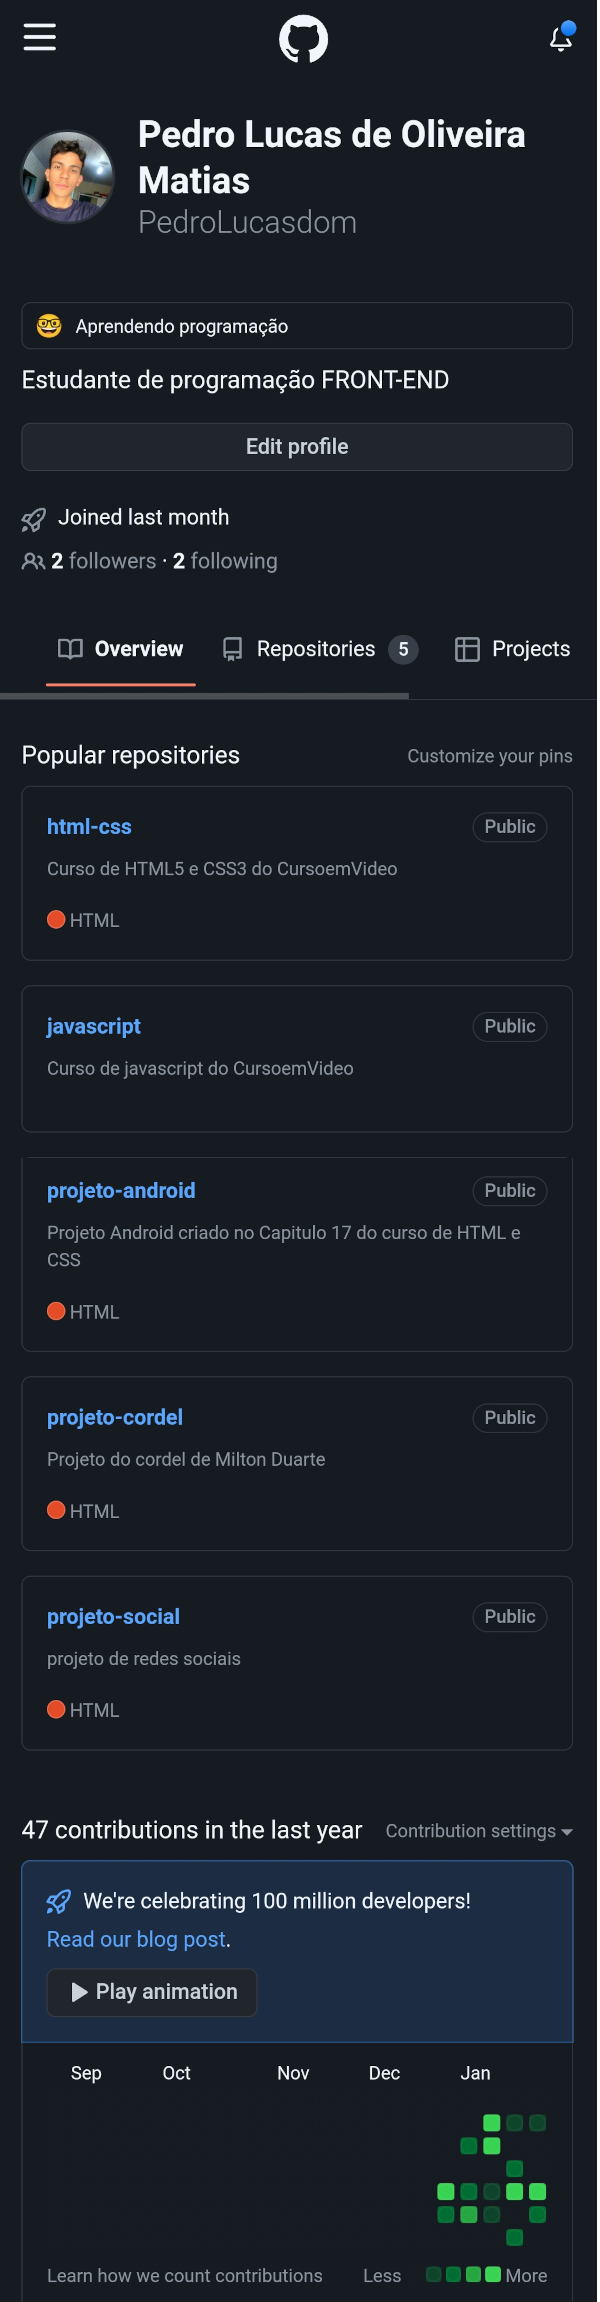 Pedro Lucas de Oliveira
Matias
PedroLucasdom
Aprendendo programação
Estudante de programação FRONT-END
Edit profile
Joined last month
2 followers · 2 following
Overview Repositories 5 Projects
Popular repositories Customize your pins
html-css Public
Curso de HTML5 e CSS3 do CursoemVideo
HTML
javascript Public
Curso de javascript do CursoemVideo
projeto-android Public
Projeto Android criado no Capitulo 17 do curso de HTML e
CSS
HTML
projeto-cordel Public
Projeto do cordel de Milton Duarte
HTML
projeto-social Public
projeto de redes sociais
HTML
47 contributions in the last year Contribution settings
We're celebrating 100 million developers!
Read our blog post.
Play animation
Sep Oct Nov Dec Jan
Learn how we count contributions Less More